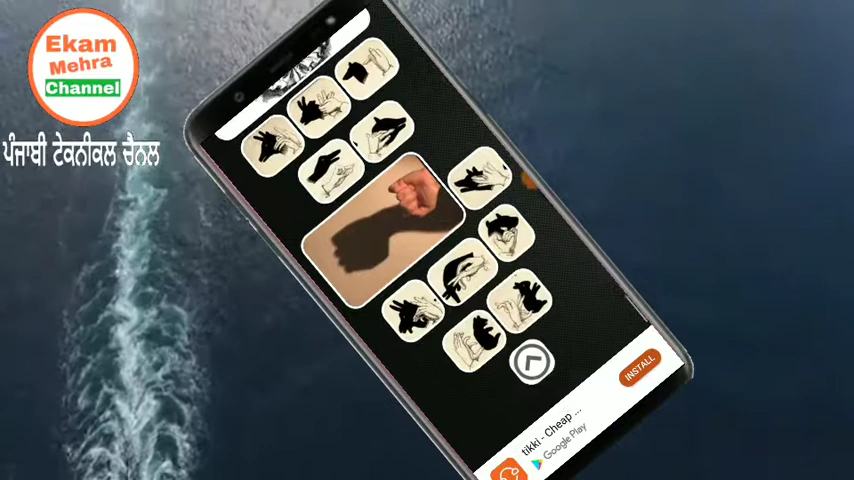 Ekam
Mehra
Channel
ਪੰਜਾਬੀ ਟੇਕਨੀਕਲ ਚੈਨਲ
INSTALL
tikki - Cheap ...
Google Play